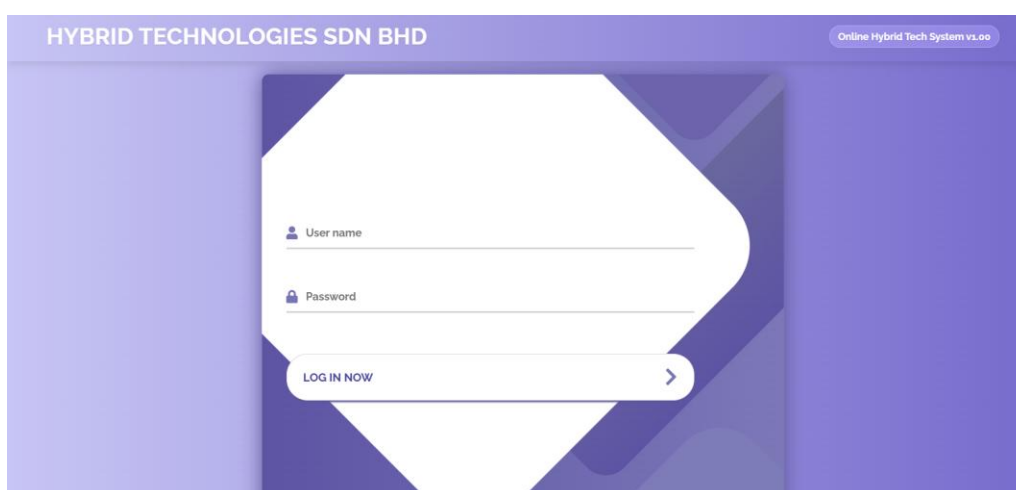 HYBRID TECHNOLOGIES SDN BHD
Online Hybrid Tech System v1.00
User name
Password
LOG IN NOW